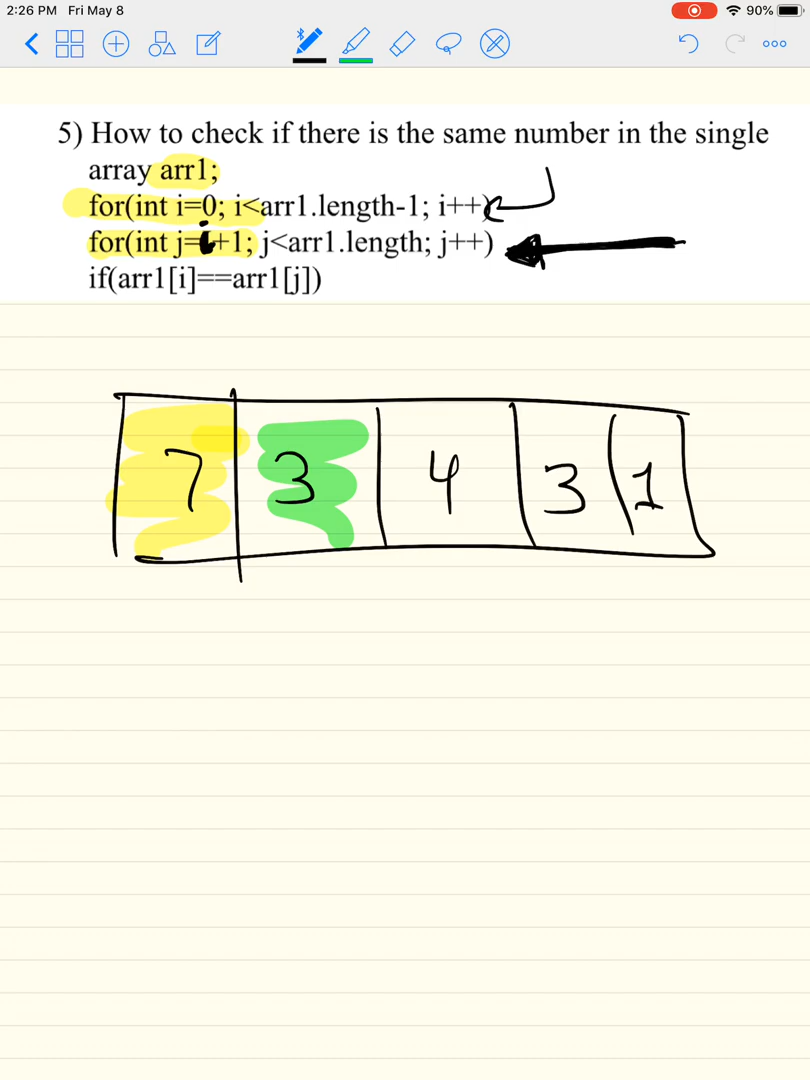 2:26 PM Fri May 8
90%
5) How to check if there is the same number in the single
array arr1;
for(int i=0; i<arr1.length-1; i++)
for(int j=i+1; j<arr1.length; j++)
if(arr1[i]==arr1[j])
7 3 4 3 1